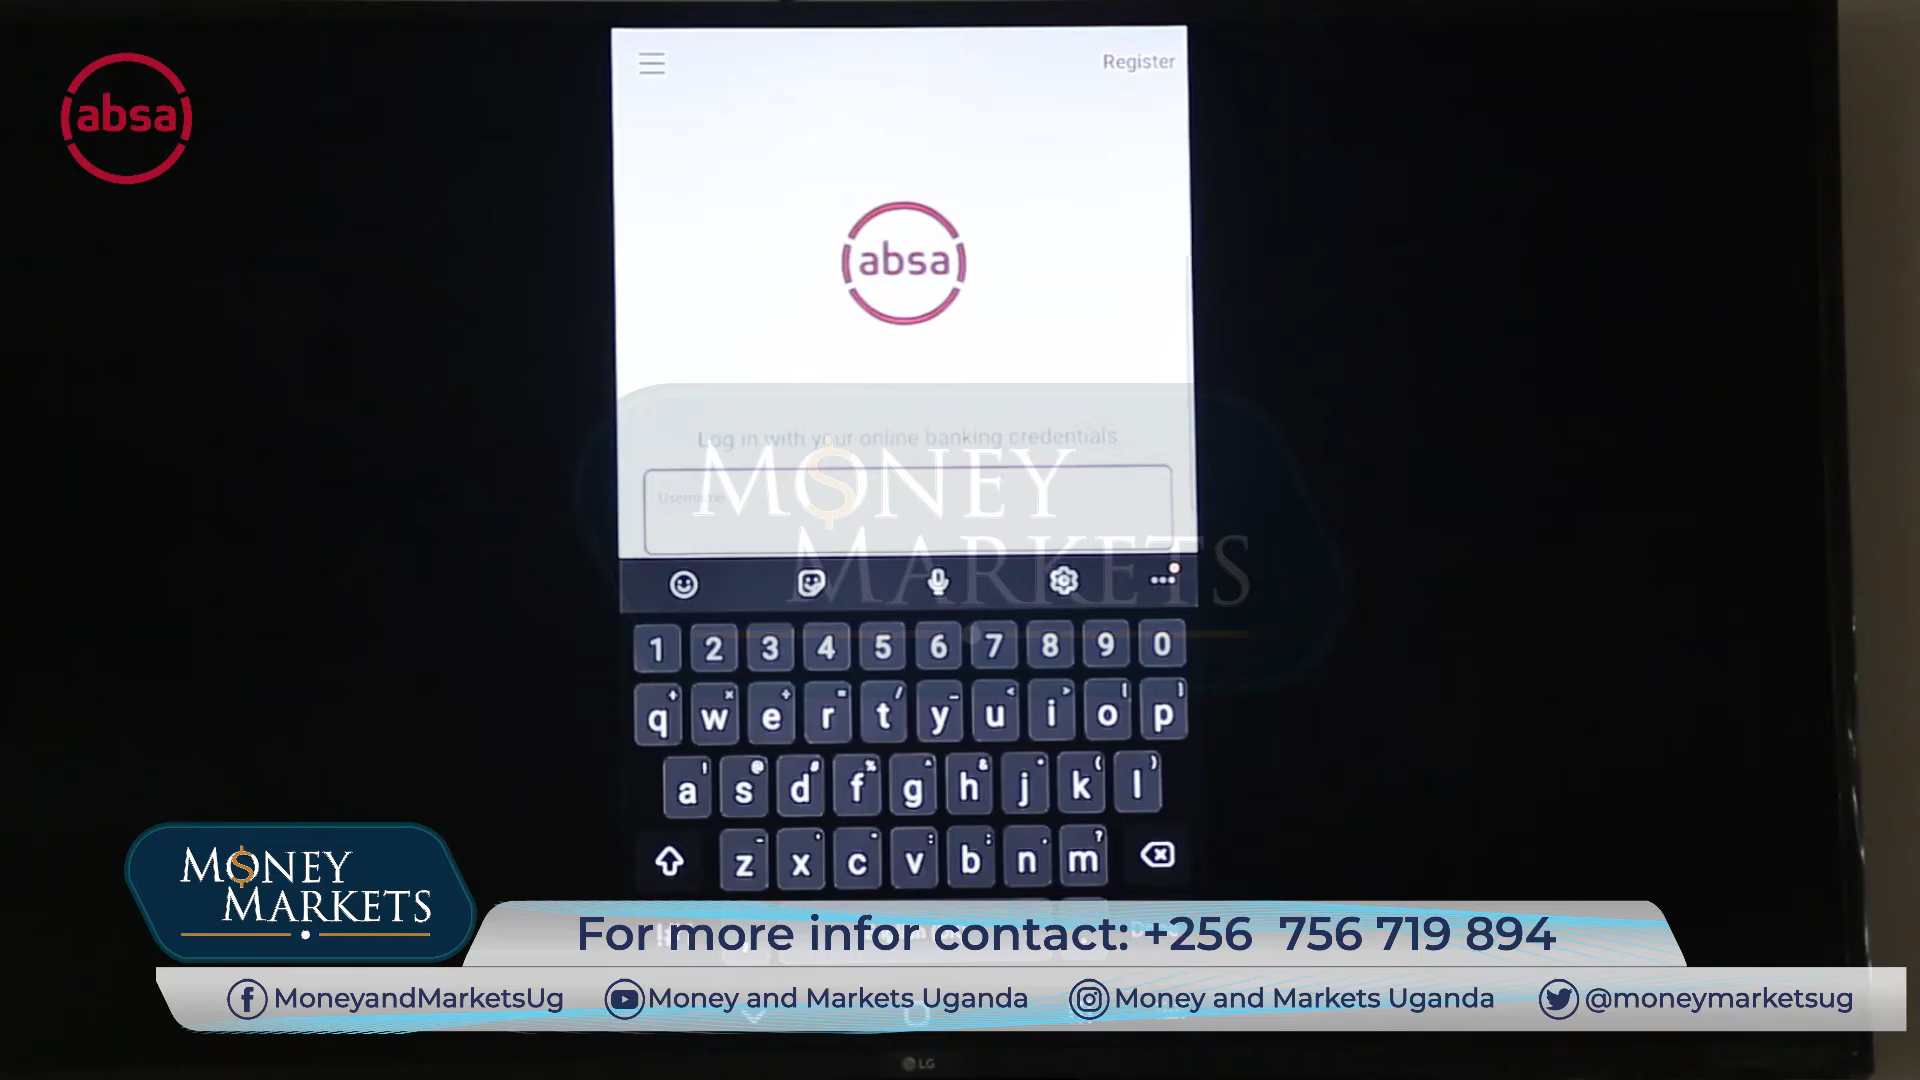 absa
Register
absa
Log in with your online banking credentials
Username
MONEY
MARKETS
1 2 3 4 5 6 7 8 9 0
q w e r t y u i o p
a s d f g h j k l
z x c v b n m
MONEY
MARKETS
For more infor contact: +256 756 719 894
MoneyandMarketsUg Money and Markets Uganda Money and Markets Uganda @moneymarketsug
LG